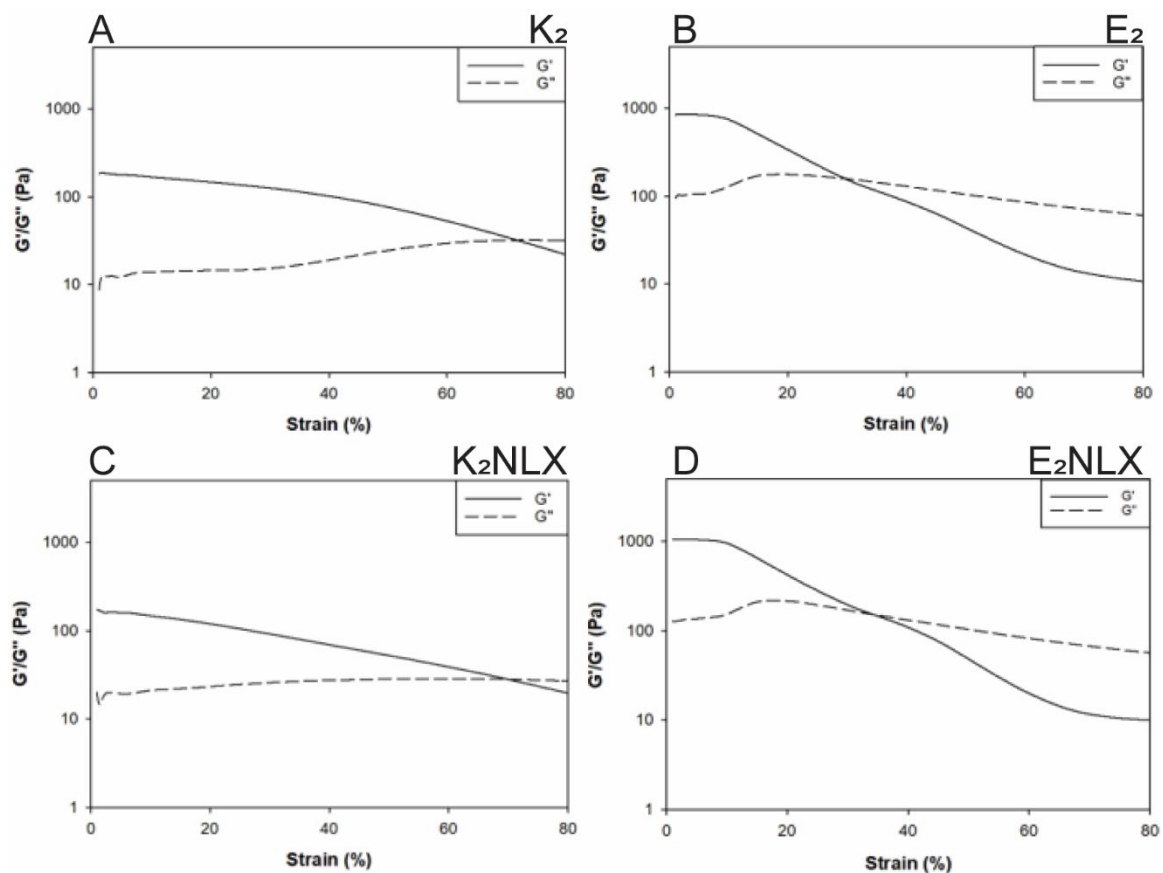 A K₂
G'
G"
1000
100
10
1
G'/G" (Pa)
0 20 40 60 80
Strain (%)
B E₂
G'
G"
1000
100
10
1
G'/G" (Pa)
0 20 40 60 80
Strain (%)
C K₂NLX
G'
G"
1000
100
10
1
G'/G" (Pa)
0 20 40 60 80
Strain (%)
D E₂NLX
G'
G"
1000
100
10
1
G'/G" (Pa)
0 20 40 60 80
Strain (%)